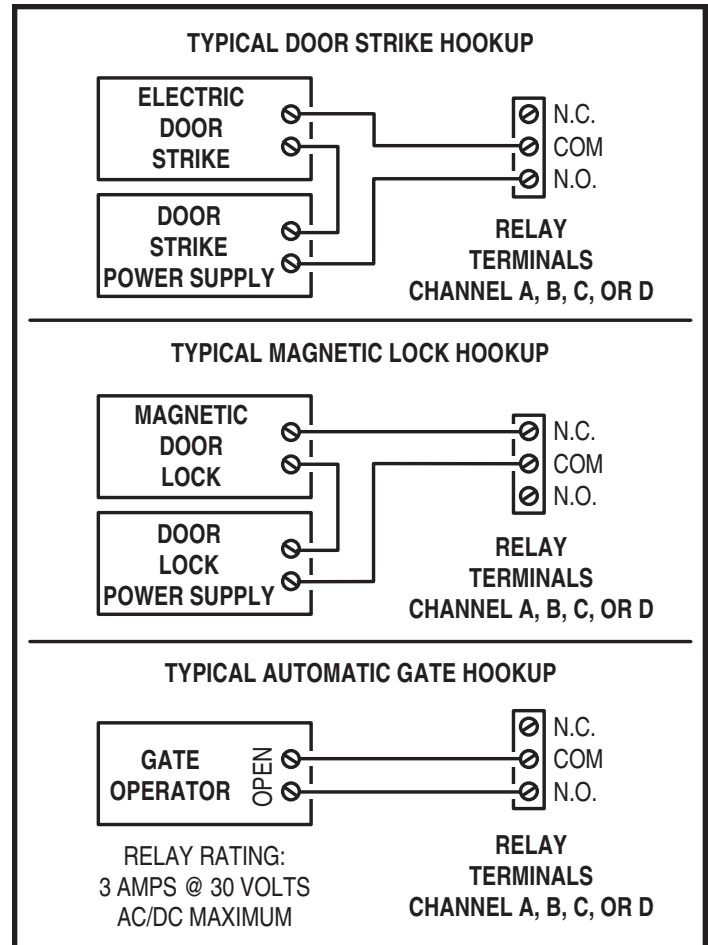 TYPICAL DOOR STRIKE HOOKUP
ELECTRIC
DOOR
STRIKE
DOOR
STRIKE
POWER SUPPLY
N.C.
COM
N.O.
RELAY
TERMINALS
CHANNEL A, B, C, OR D
TYPICAL MAGNETIC LOCK HOOKUP
MAGNETIC
DOOR
LOCK
DOOR
LOCK
POWER SUPPLY
N.C.
COM
N.O.
RELAY
TERMINALS
CHANNEL A, B, C, OR D
TYPICAL AUTOMATIC GATE HOOKUP
GATE
OPERATOR
OPEN
N.C.
COM
N.O.
RELAY RATING:
3 AMPS @ 30 VOLTS
AC/DC MAXIMUM
RELAY
TERMINALS
CHANNEL A, B, C, OR D